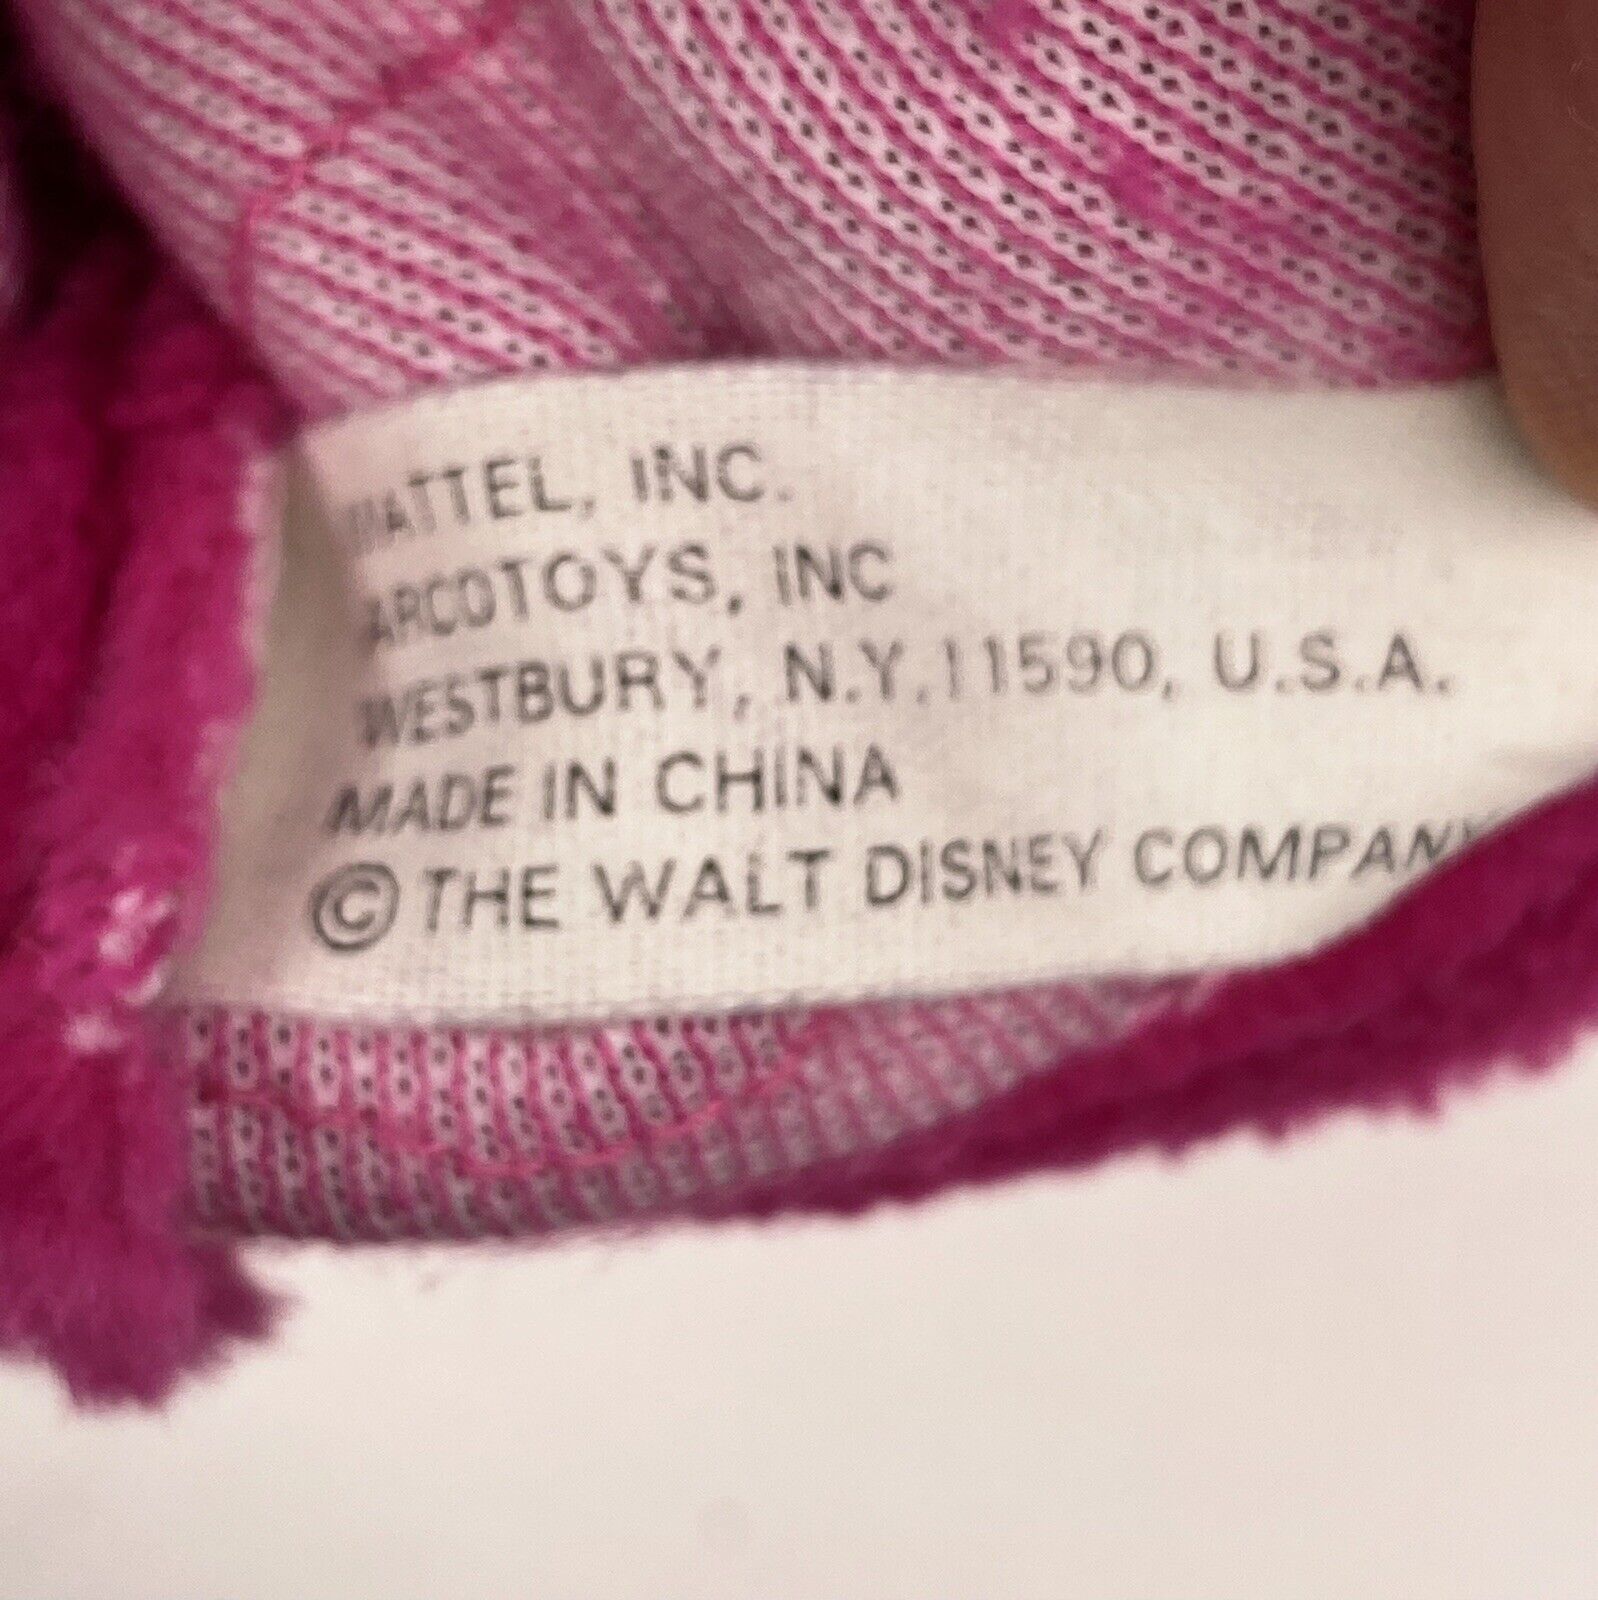 MATTEL, INC.
ARCOTOYS, INC
WESTBURY, N.Y. 11590, U.S.A.
MADE IN CHINA
© THE WALT DISNEY COMPANY